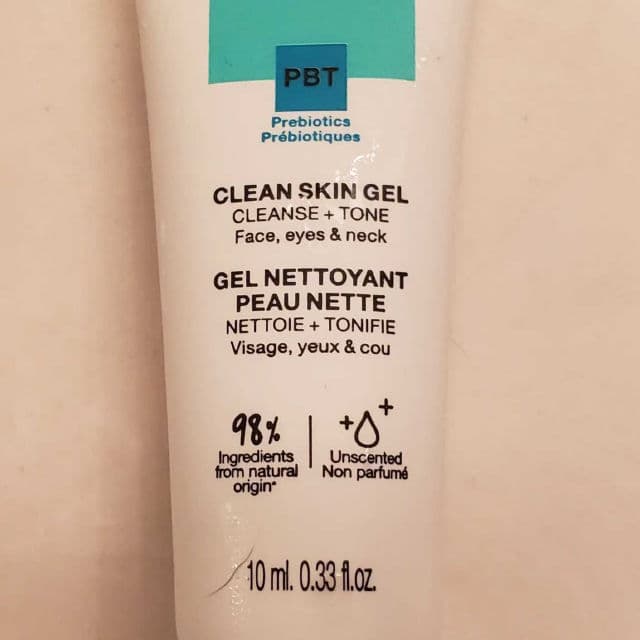 PBT
Prebiotics
Prébiotiques
CLEAN SKIN GEL
CLEANSE + TONE
Face, eyes & neck
GEL NETTOYANT
PEAU NETTE
NETTOIE + TONIFIE
Visage, yeux & cou
98%
Ingredients
from natural
origin*
Unscented
Non parfumé
10 ml. 0.33 fl.oz.